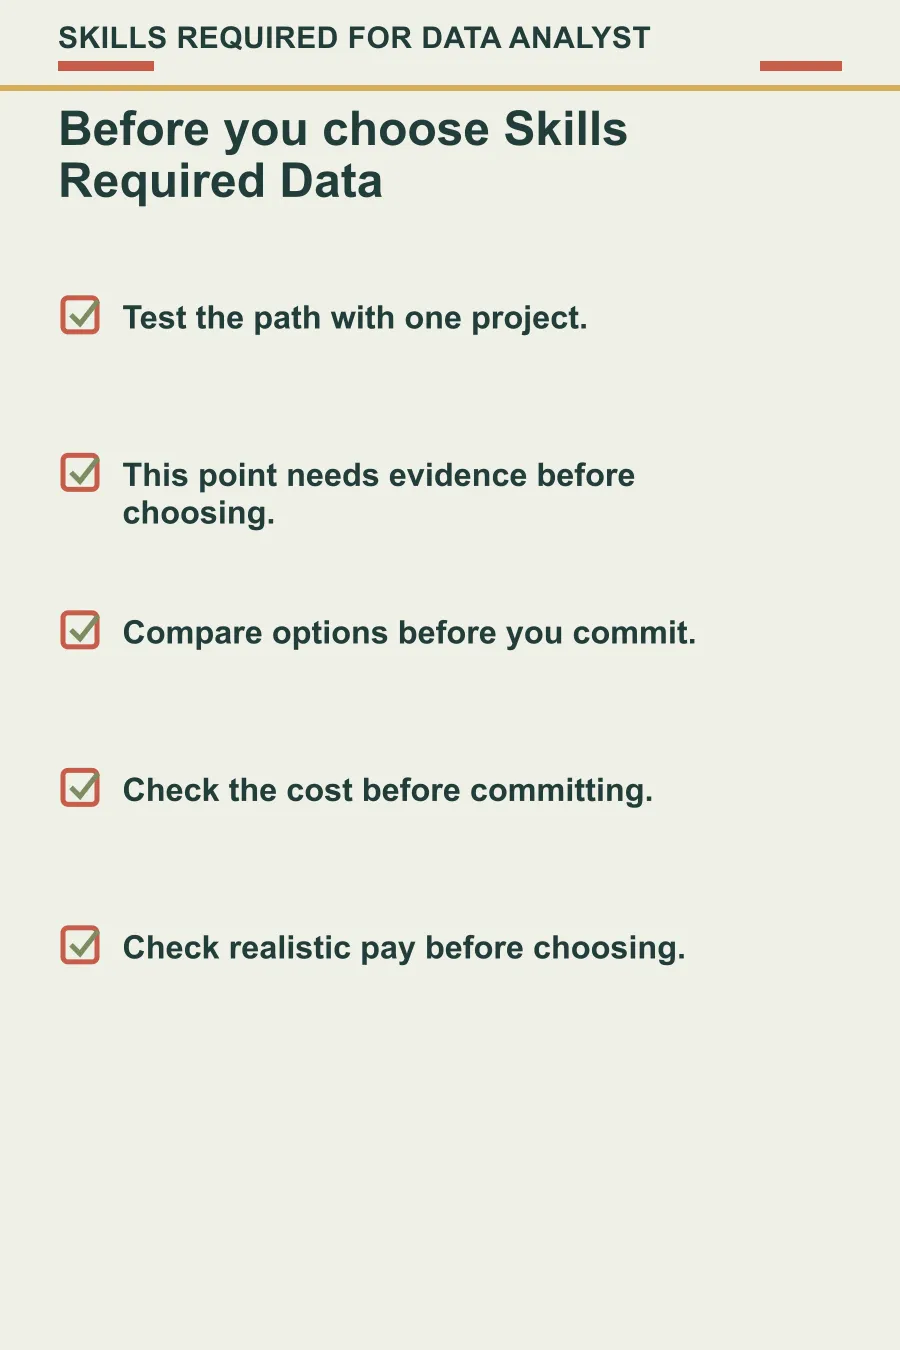 SKILLS REQUIRED FOR DATA ANALYST
Before you choose Skills
Required Data
Test the path with one project.
This point needs evidence before
choosing.
Compare options before you commit.
Check the cost before committing.
Check realistic pay before choosing.